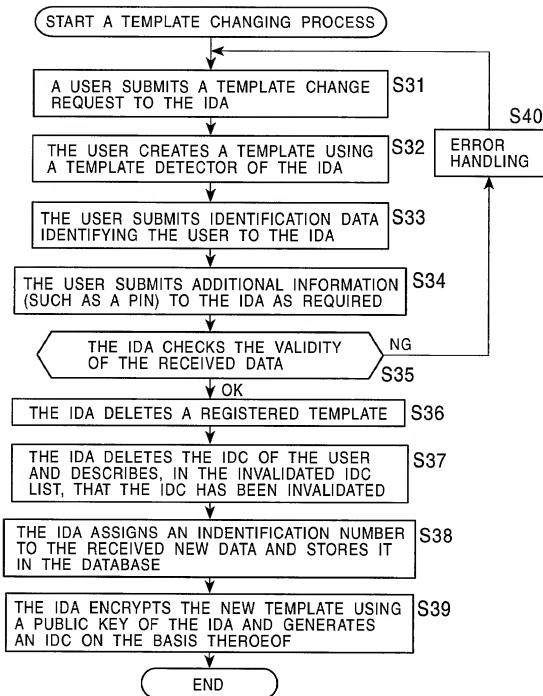 START A TEMPLATE CHANGING PROCESS
A USER SUBMITS A TEMPLATE CHANGE
REQUEST TO THE IDA
S31
THE USER CREATES A TEMPLATE USING
A TEMPLATE DETECTOR OF THE IDA
S32
S40
ERROR
HANDLING
THE USER SUBMITS IDENTIFICATION DATA
IDENTIFYING THE USER TO THE IDA
S33
THE USER SUBMITS ADDITIONAL INFORMATION
(SUCH AS A PIN) TO THE IDA AS REQUIRED
S34
THE IDA CHECKS THE VALIDITY
OF THE RECEIVED DATA
NG
S35
OK
THE IDA DELETES A REGISTERED TEMPLATE
S36
THE IDA DELETES THE IDC OF THE USER
AND DESCRIBES, IN THE INVALIDATED IDC
LIST, THAT THE IDC HAS BEEN INVALIDATED
S37
THE IDA ASSIGNS AN INDENTIFICATION NUMBER
TO THE RECEIVED NEW DATA AND STORES IT
IN THE DATABASE
S38
THE IDA ENCRYPTS THE NEW TEMPLATE USING
A PUBLIC KEY OF THE IDA AND GENERATES
AN IDC ON THE BASIS THEROEOF
S39
END